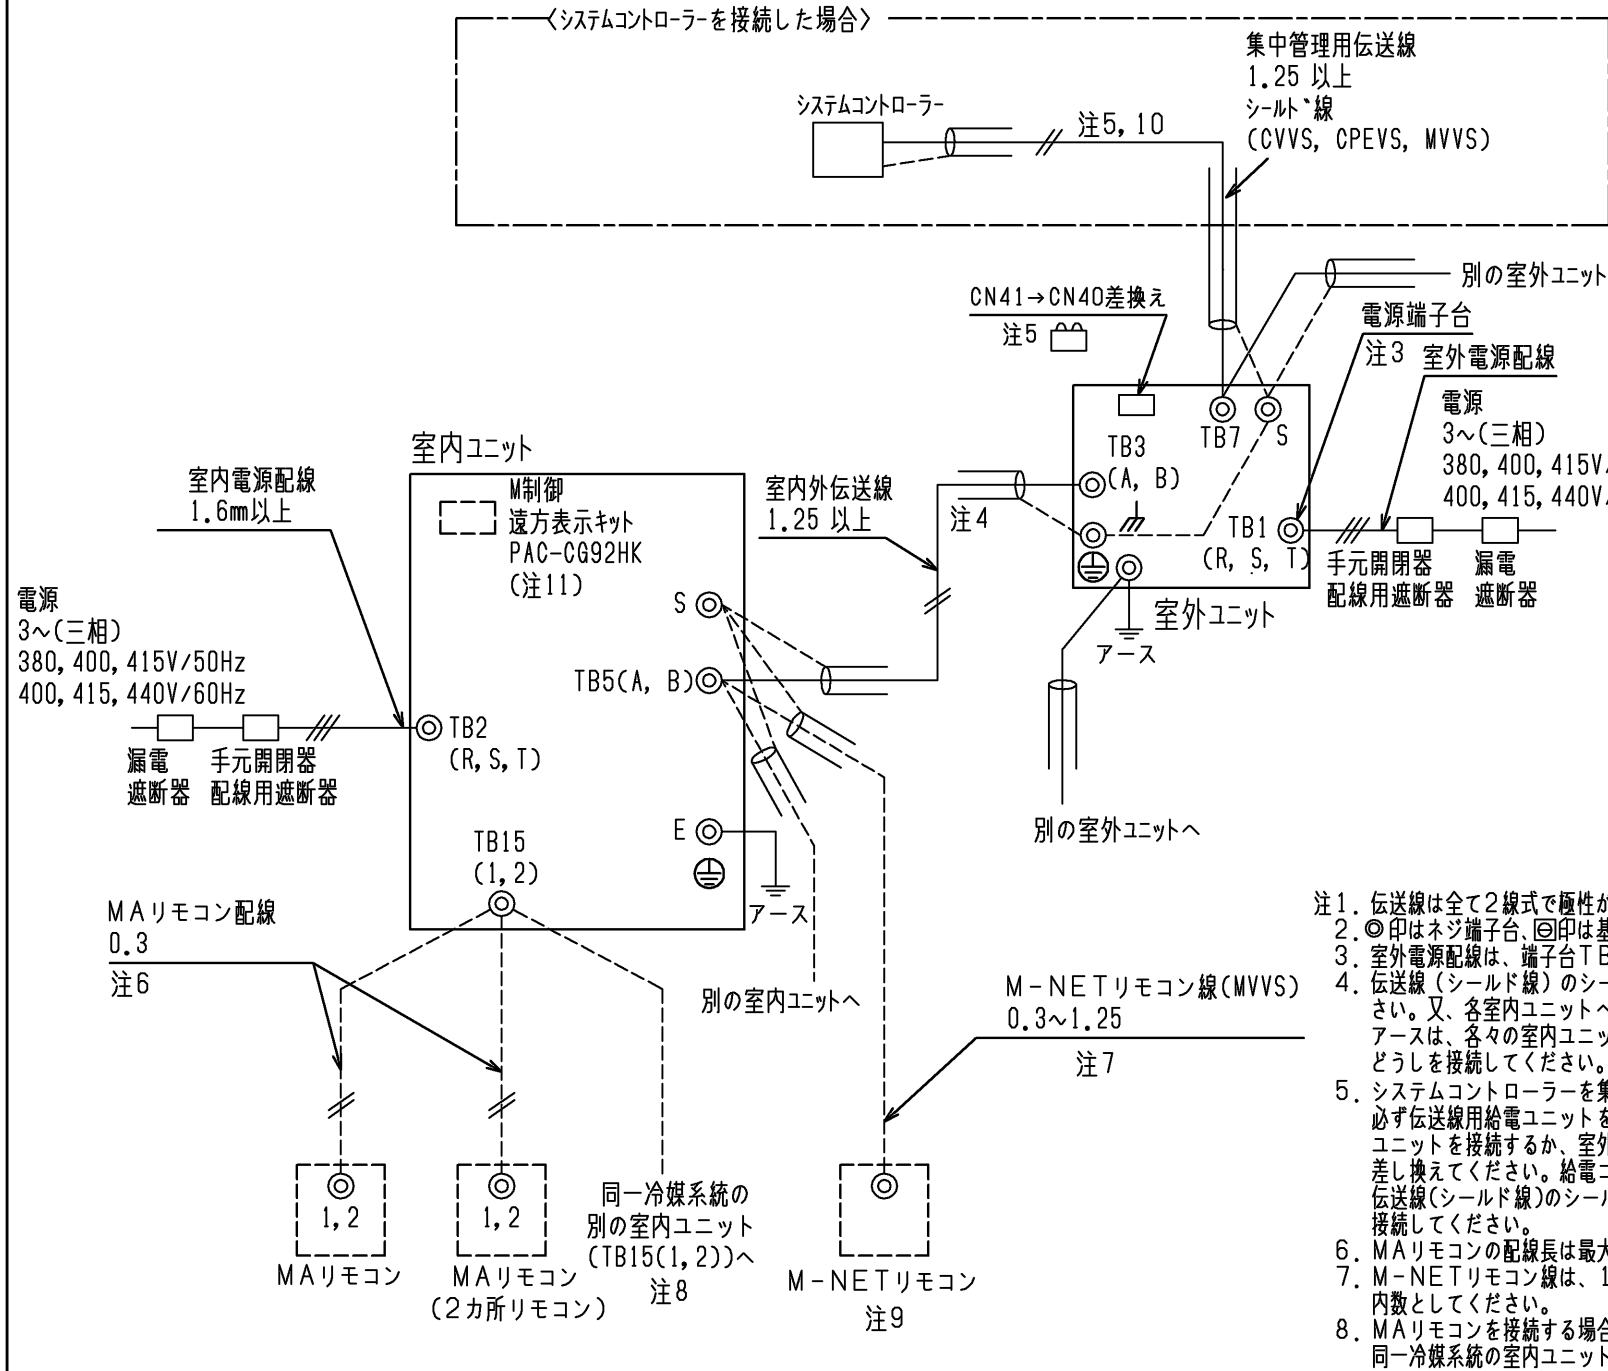 〈システムコントローラーを接続した場合〉
集中管理用伝送線
1.25 以上
シールド線
(CVVS, CPEVS, MVVS)
システムコントローラー
注5, 10
別の室外ユニット
CN41→CN40差換え
注5
電源端子台
注3
室外電源配線
電源
3~(三相)
380, 400, 415V/
400, 415, 440V/
TB7
S
TB3
(A, B)
TB1
(R, S, T)
手元開閉器
配線用遮断器
漏電
遮断器
室外ユニット
アース
別の室外ユニットへ
室内ユニット
M制御
遠方表示キット
PAC-CG92HK
(注11)
室内電源配線
1.6mm以上
室内外伝送線
1.25 以上
注4
電源
3~(三相)
380, 400, 415V/50Hz
400, 415, 440V/60Hz
漏電
遮断器
手元開閉器
配線用遮断器
S
TB5(A, B)
TB2
(R, S, T)
E
TB15
(1, 2)
アース
MAリモコン配線
0.3
注6
別の室内ユニットへ
M-NETリモコン線(MVVS)
0.3~1.25
注7
1, 2
MAリモコン
1, 2
MAリモコン
(2カ所リモコン)
同一冷媒系統の
別の室内ユニット
(TB15(1, 2))へ
注8
M-NETリモコン
注9
注1. 伝送線は全て2線式で極性が
2. ◎印はネジ端子台、回印は基
3. 室外電源配線は、端子台TB
4. 伝送線（シールド線）のシー
さい。又、各室内ユニットへ
アースは、各々の室内ユニッ
どうしを接続してください。
5. システムコントローラーを集
必ず伝送線用給電ユニットを
ユニットを接続するか、室外
差し換えてください。給電コ
伝送線(シールド線)のシール
接続してください。
6. MAリモコンの配線長は最大
7. M-NETリモコン線は、1
内数としてください。
8. MAリモコンを接続する場合
同一冷媒系統の室内ユニット